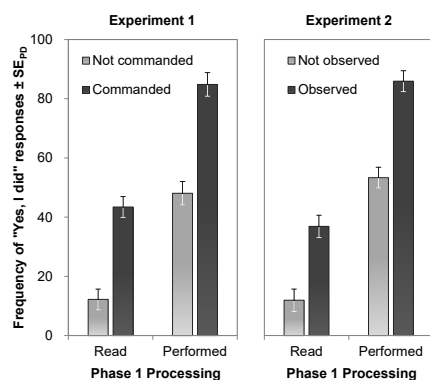 Experiment 1
Experiment 2
Frequency of "Yes, I did" responses ± SE_PD
100
80
60
40
20
0
Not commanded
Commanded
Not observed
Observed
Read
Performed
Read
Performed
Phase 1 Processing
Phase 1 Processing